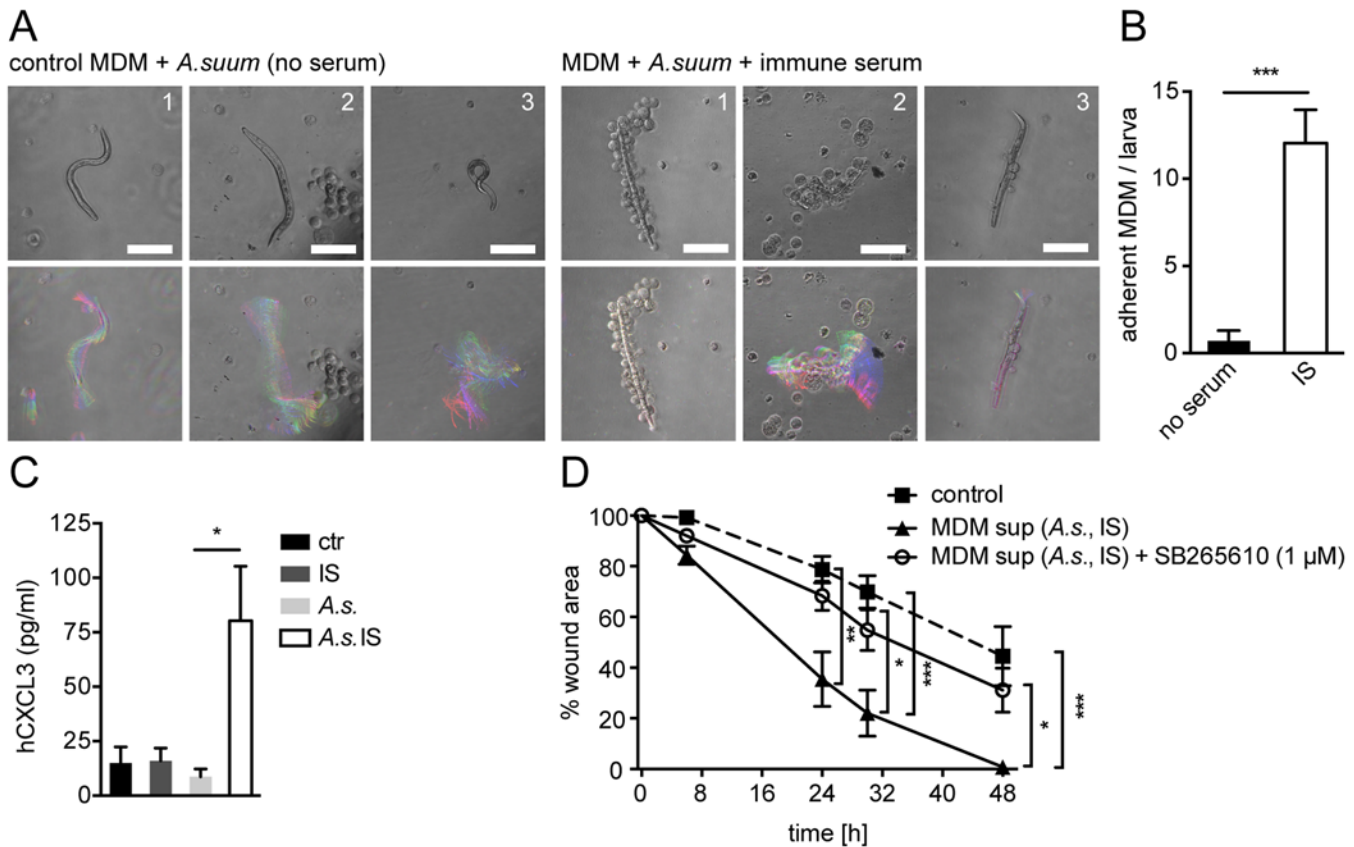 A
control MDM + A.suum (no serum)
MDM + A.suum + immune serum
1
2
3
1
2
3
B
***
adherent MDM / larva
15
10
5
0
no serum
IS
C
hCXCL3 (pg/ml)
125
100
75
50
25
0
*
ctr
IS
A.s.
A.s.IS
D
control
MDM sup (A.s., IS)
MDM sup (A.s., IS) + SB265610 (1 µM)
% wound area
100
80
60
40
20
0
**
*
***
*
***
0
8
16
24
32
40
48
time [h]